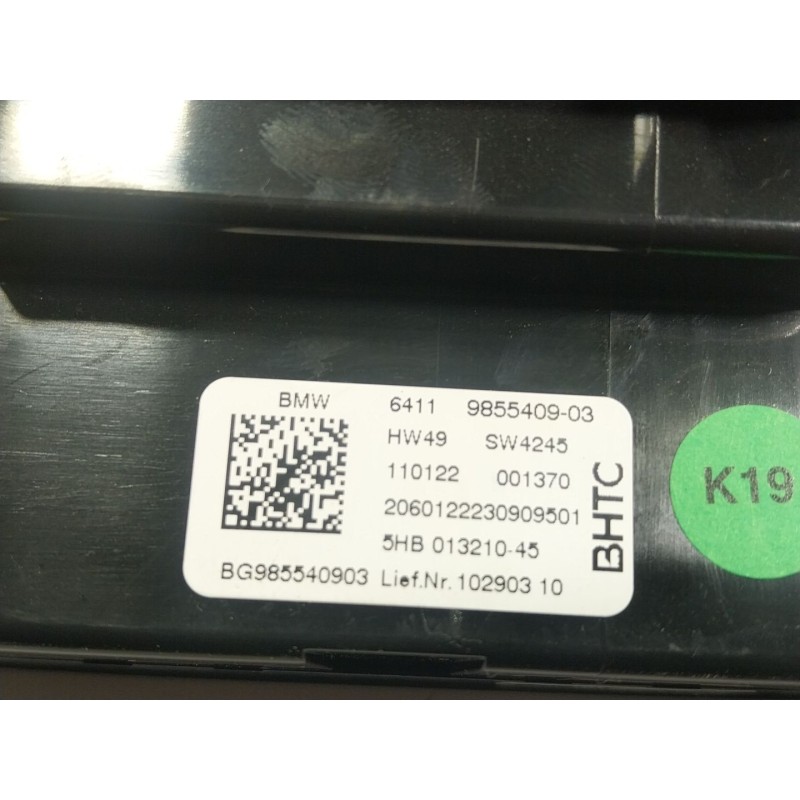 BMW 6411 9855409-03
HW49 SW4245
110122 001370
2060122230909501
5HB 013210-45
BG985540903 Lief.Nr. 102903 10
BHTC
K19